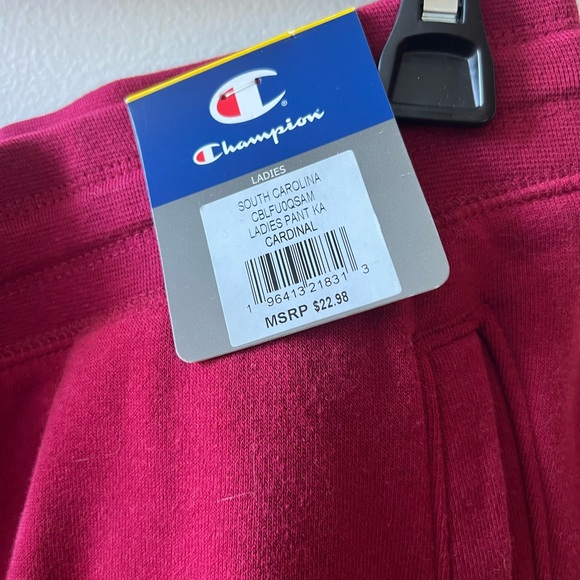 Champion
LADIES
SOUTH CAROLINA
CBLFU0QSAM
LADIES PANT KA
CARDINAL
1 96413 21831 3
MSRP $22.98